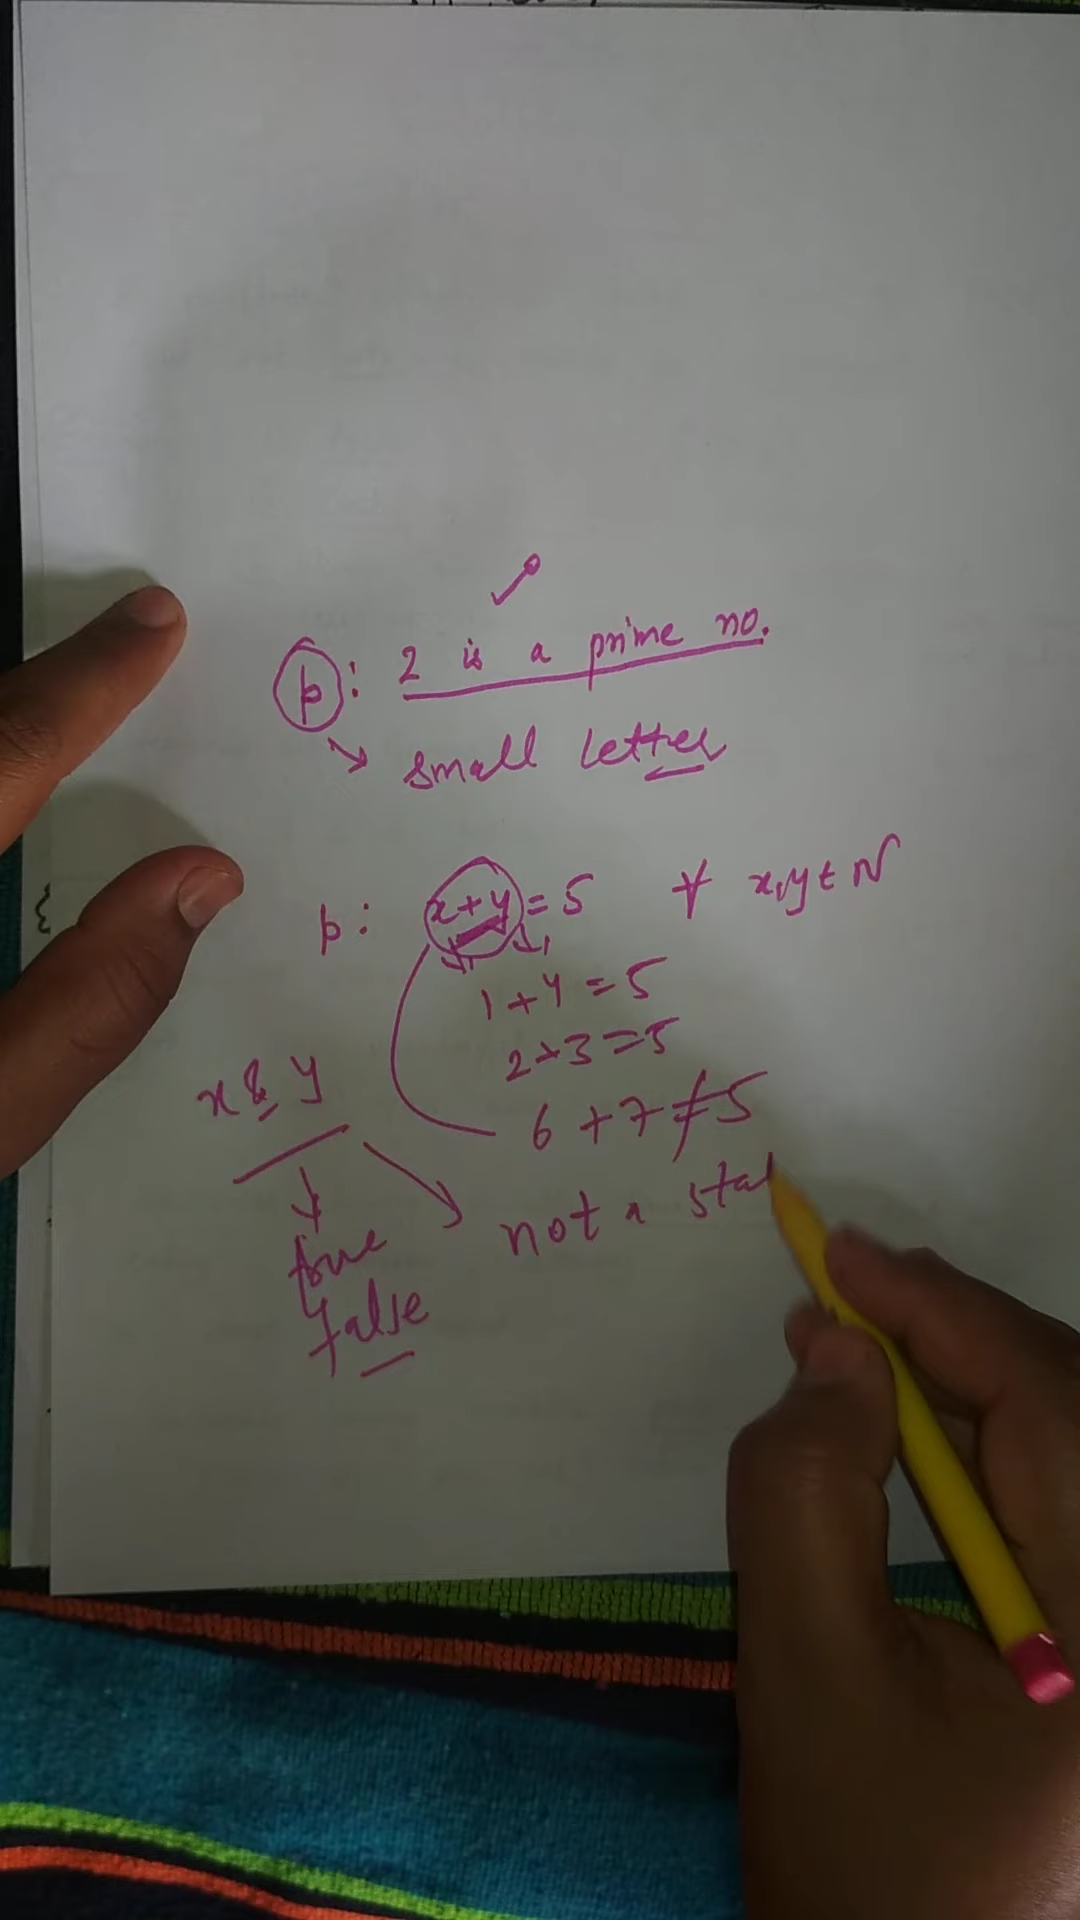 p: 2 is a prime no.
small letter
p: x+y=5 ∀ x,y ∈ N
1+4=5
2+3=5
x & y
6+7≠5
not a stat
true
false